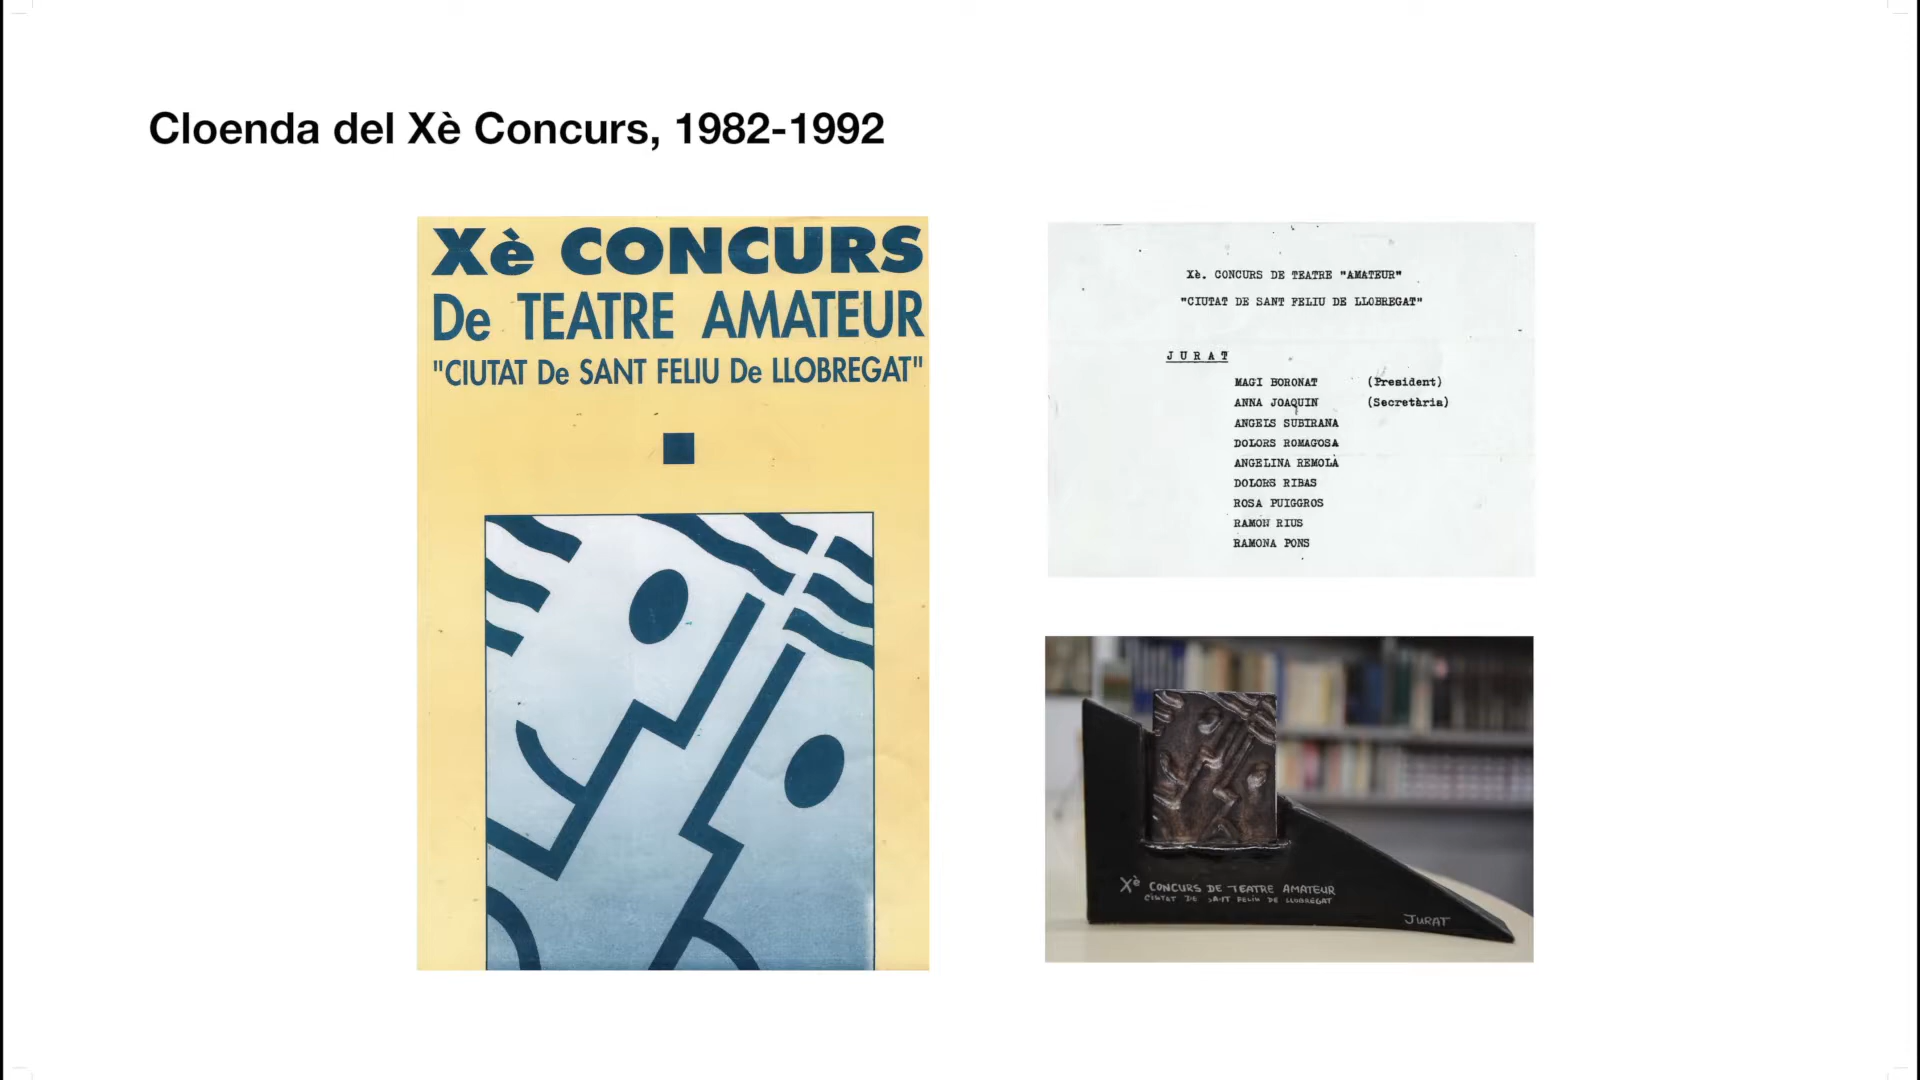 Cloenda del Xè Concurs, 1982-1992
Xè CONCURS
De TEATRE AMATEUR
"CIUTAT De SANT FELIU De LLOBREGAT"
Xè. CONCURS DE TEATRE "AMATEUR"
"CIUTAT DE SANT FELIU DE LLOBREGAT"
JURAT
MAGI BORONAT (President)
ANNA JOAQUIN (Secretària)
ANGELS SUBIRANA
DOLORS ROMAGOSA
ANGELINA REMOLÀ
DOLORS RIBAS
ROSA PUIGGROS
RAMON RIUS
RAMONA PONS
Xè CONCURS DE TEATRE AMATEUR
CIUTAT DE SANT FELIU DE LLOBREGAT
JURAT